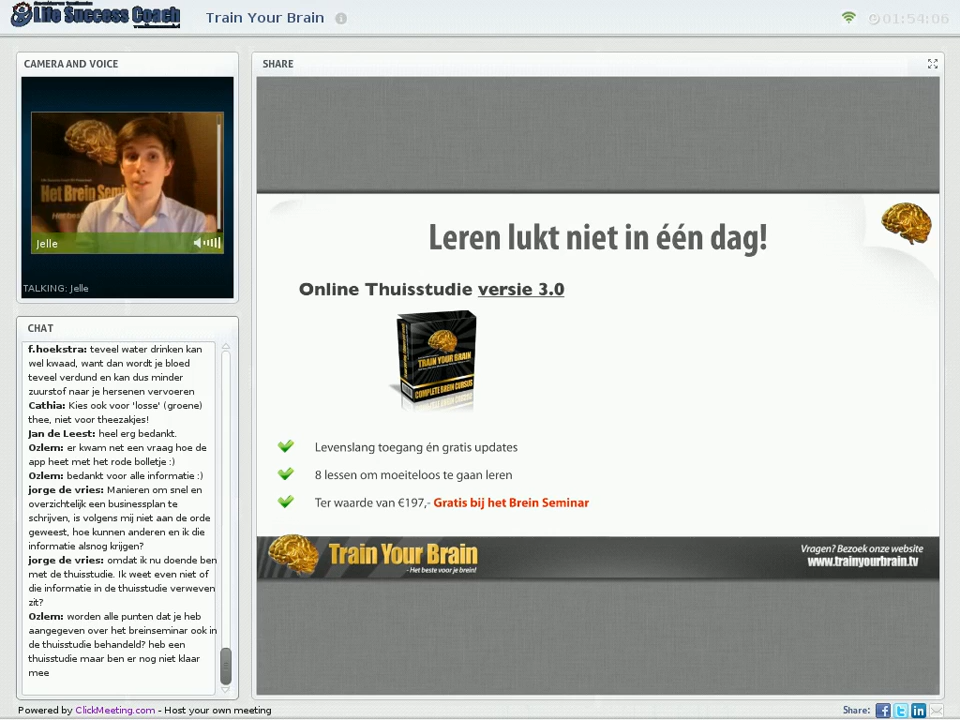 Life Success Coach
Train Your Brain
01:54:06
CAMERA AND VOICE
Het Brein Semi
Jelle
TALKING: Jelle
CHAT
f.hoekstra: teveel water drinken kan
wel kwaad, want dan wordt je bloed
teveel verdund en kan dus minder
zuurstof naar je hersenen vervoeren
Cathia: Kies ook voor 'losse' (groene)
thee, niet voor theezakjes!
Jan de Leest: heel erg bedankt.
Ozlem: er kwam net een vraag hoe de
app heet met het rode bolletje :)
Ozlem: bedankt voor alle informatie :)
jorge de vries: Manieren om snel en
overzichtelijk een businessplan te
schrijven, is volgens mij niet aan de orde
geweest, hoe kunnen anderen en ik die
informatie alsnog krijgen?
jorge de vries: omdat ik nu doende ben
met de thuisstudie. Ik weet even niet of
die informatie in de thuisstudie verweven
zit?
Ozlem: worden alle punten dat je heb
aangegeven over het breinseminar ook in
de thuisstudie behandeld? heb een
thuisstudie maar ben er nog niet klaar
mee
SHARE
Leren lukt niet in één dag!
Online Thuisstudie versie 3.0
TRAIN YOUR BRAIN
COMPLETE BREIN CURSUS
Levenslang toegang én gratis updates
8 lessen om moeiteloos te gaan leren
Ter waarde van €197,- Gratis bij het Brein Seminar
Train Your Brain
- Het beste voor je brein!
Vragen? Bezoek onze website
www.trainyourbrain.tv
Powered by ClickMeeting.com - Host your own meeting
Share: